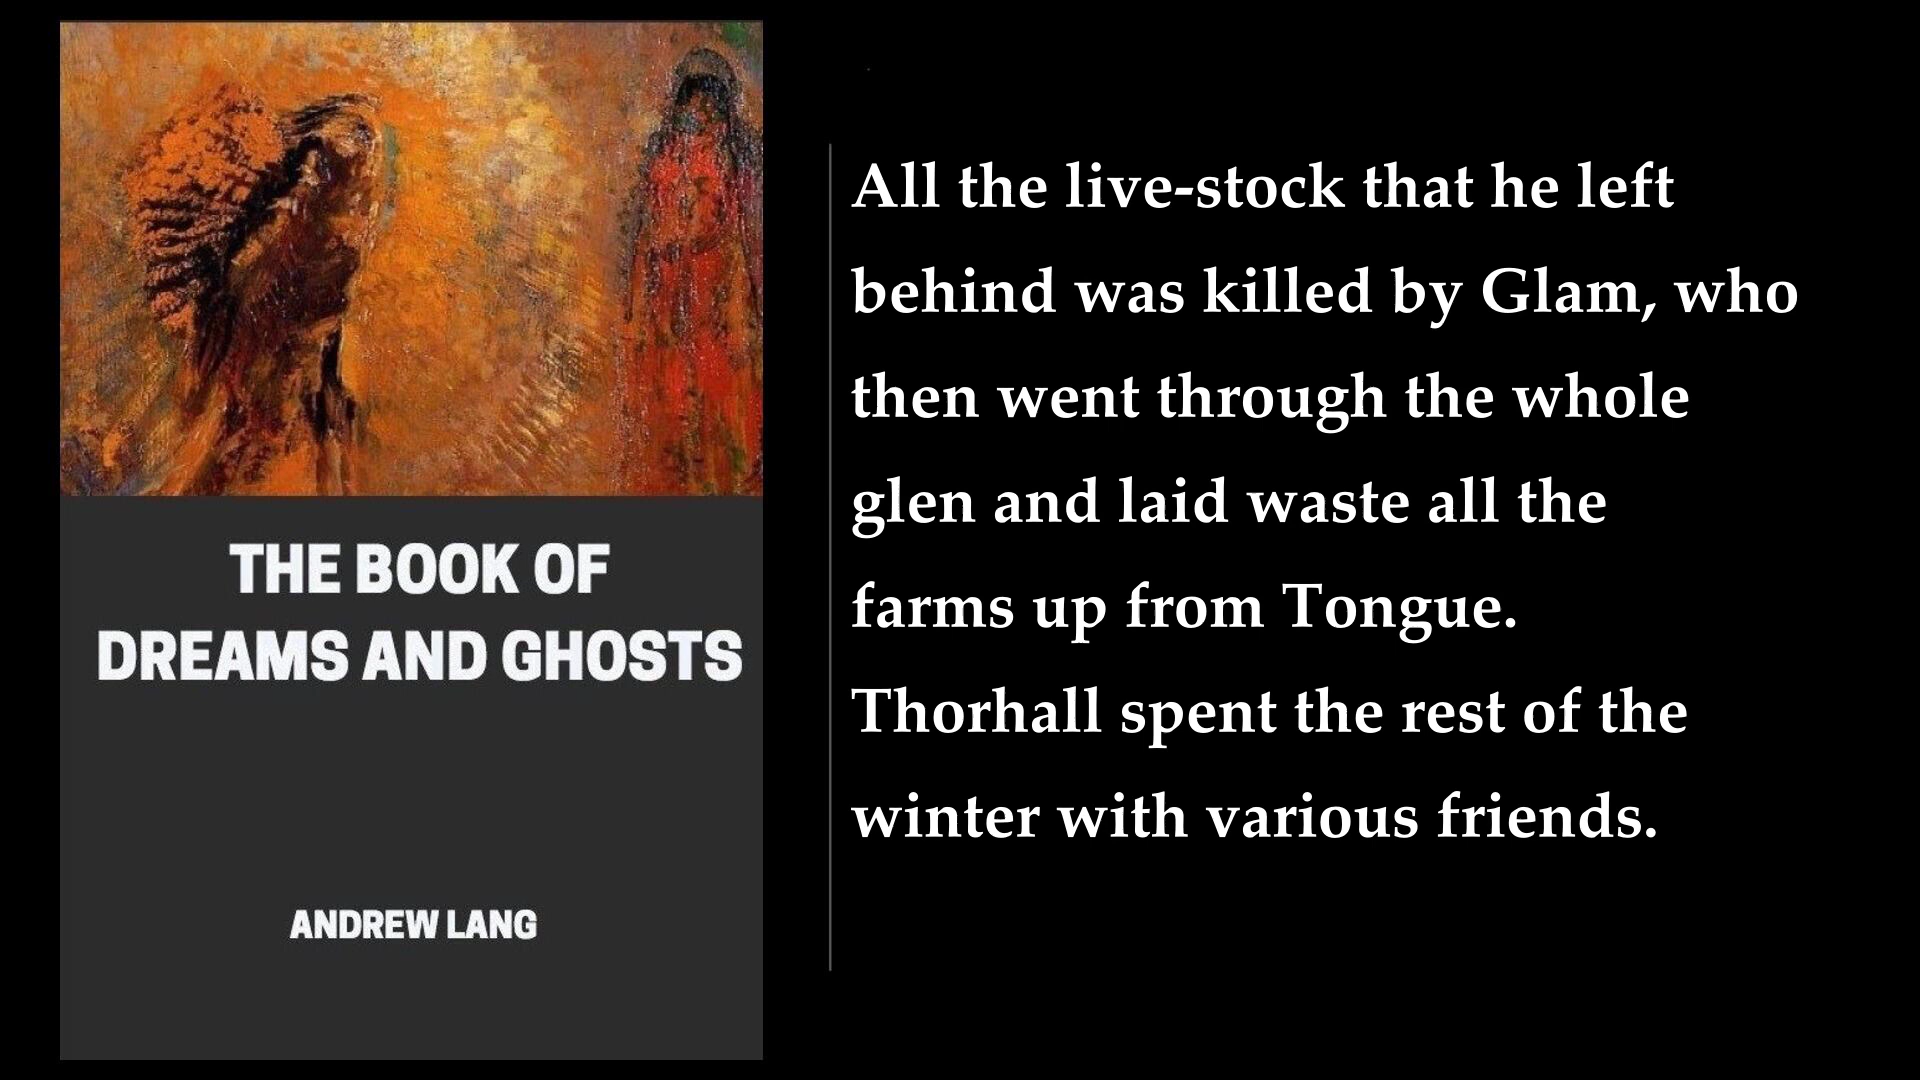 THE BOOK OF
DREAMS AND GHOSTS
ANDREW LANG
All the live-stock that he left
behind was killed by Glam, who
then went through the whole
glen and laid waste all the
farms up from Tongue.
Thorhall spent the rest of the
winter with various friends.